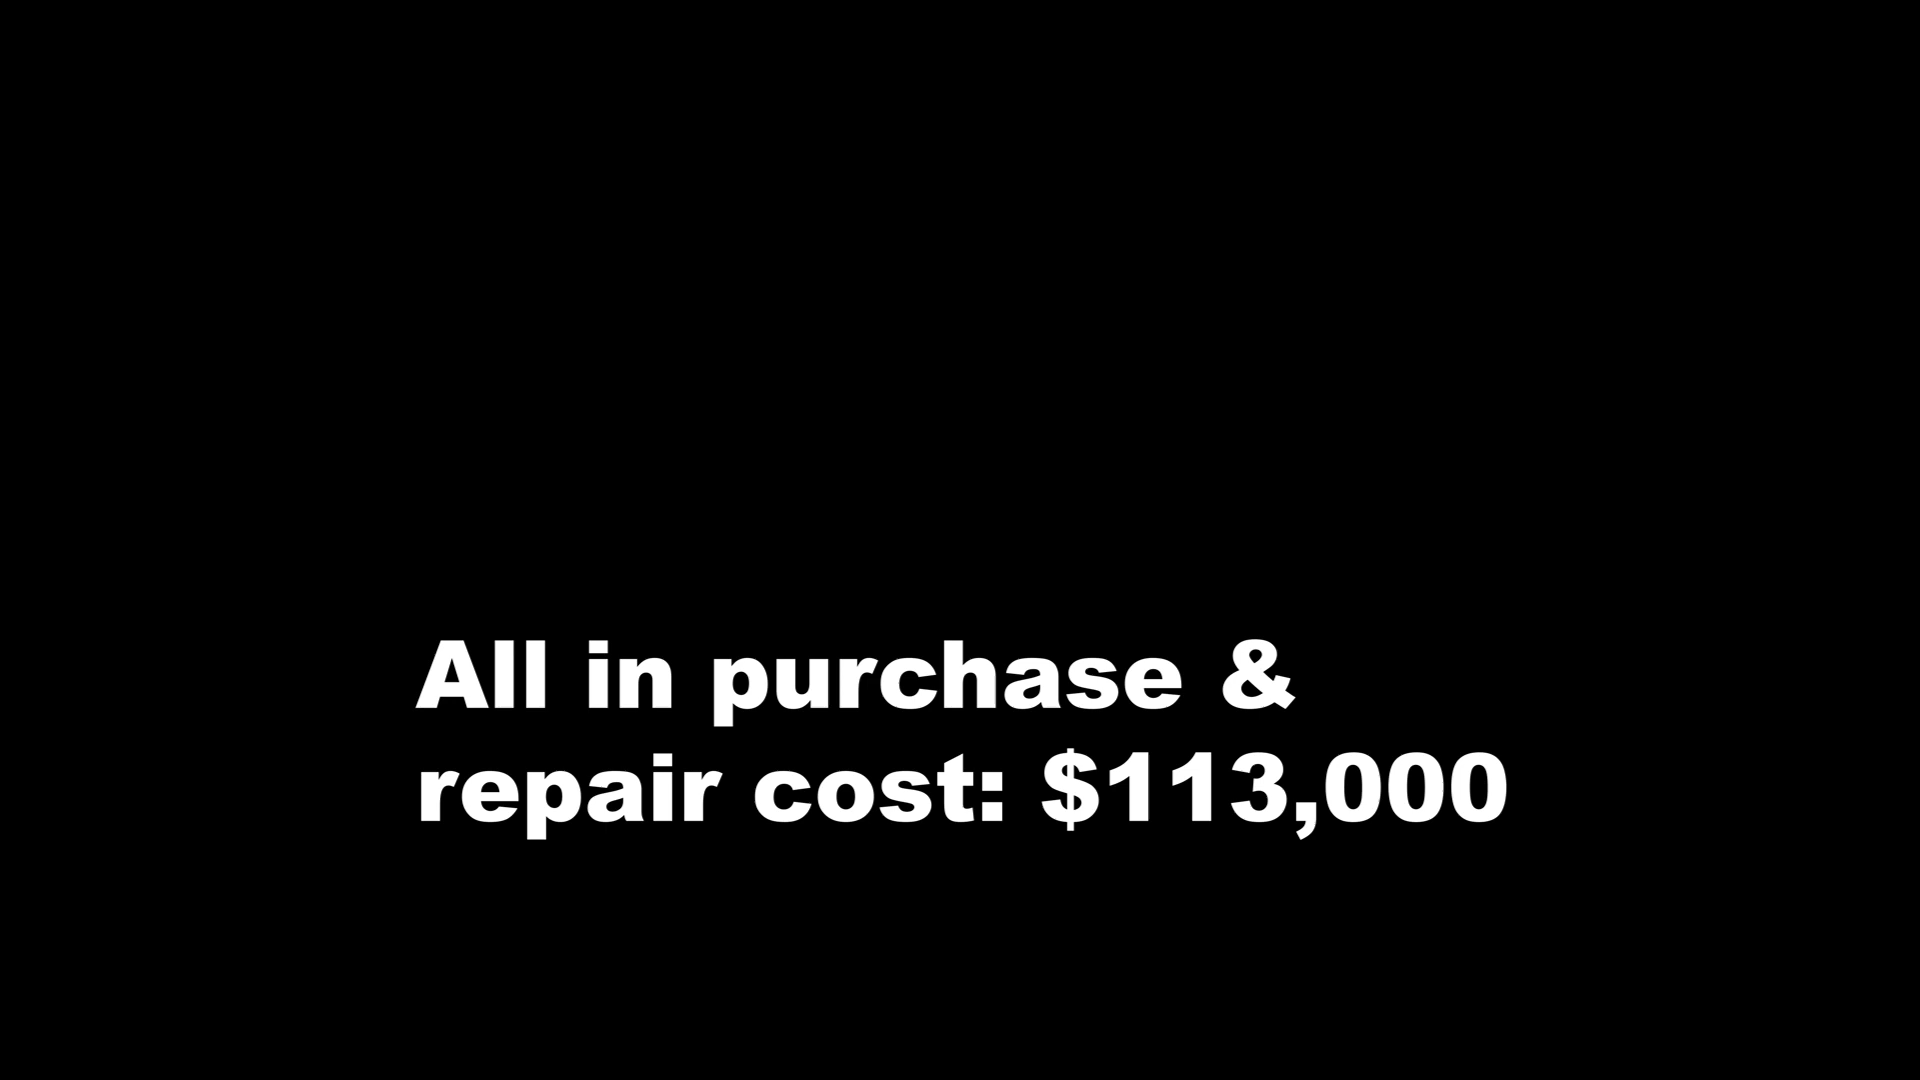 All in purchase &
repair cost: $113,000